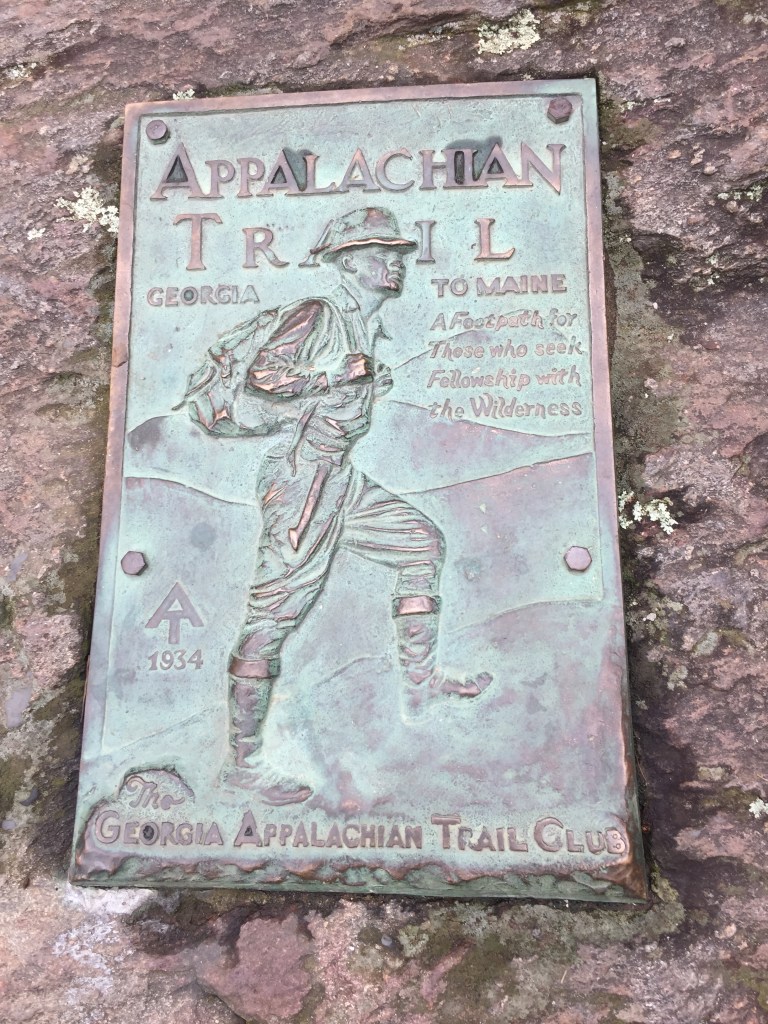 APPALACHIAN
TRAIL
GEORGIA TO MAINE
A Footpath for
Those who seek
Fellowship with
the Wilderness
AT
1934
The
GEORGIA APPALACHIAN TRAIL CLUB